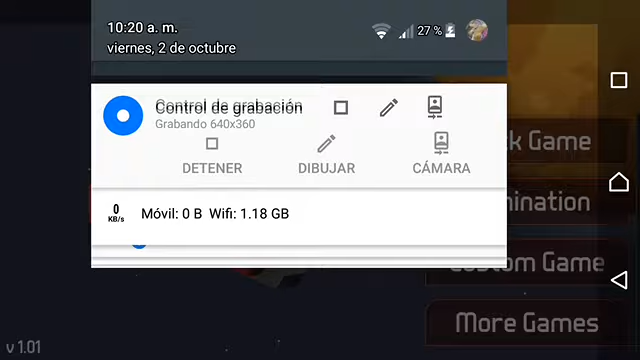 10:20 a. m.
27 %
viernes, 2 de octubre
Control de grabación
Grabando 640x360
DETENER
DIBUJAR
CÁMARA
0
KB/s
Móvil: 0 B Wifi: 1.18 GB
k Game
mination
Custom Game
More Games
v 1.01